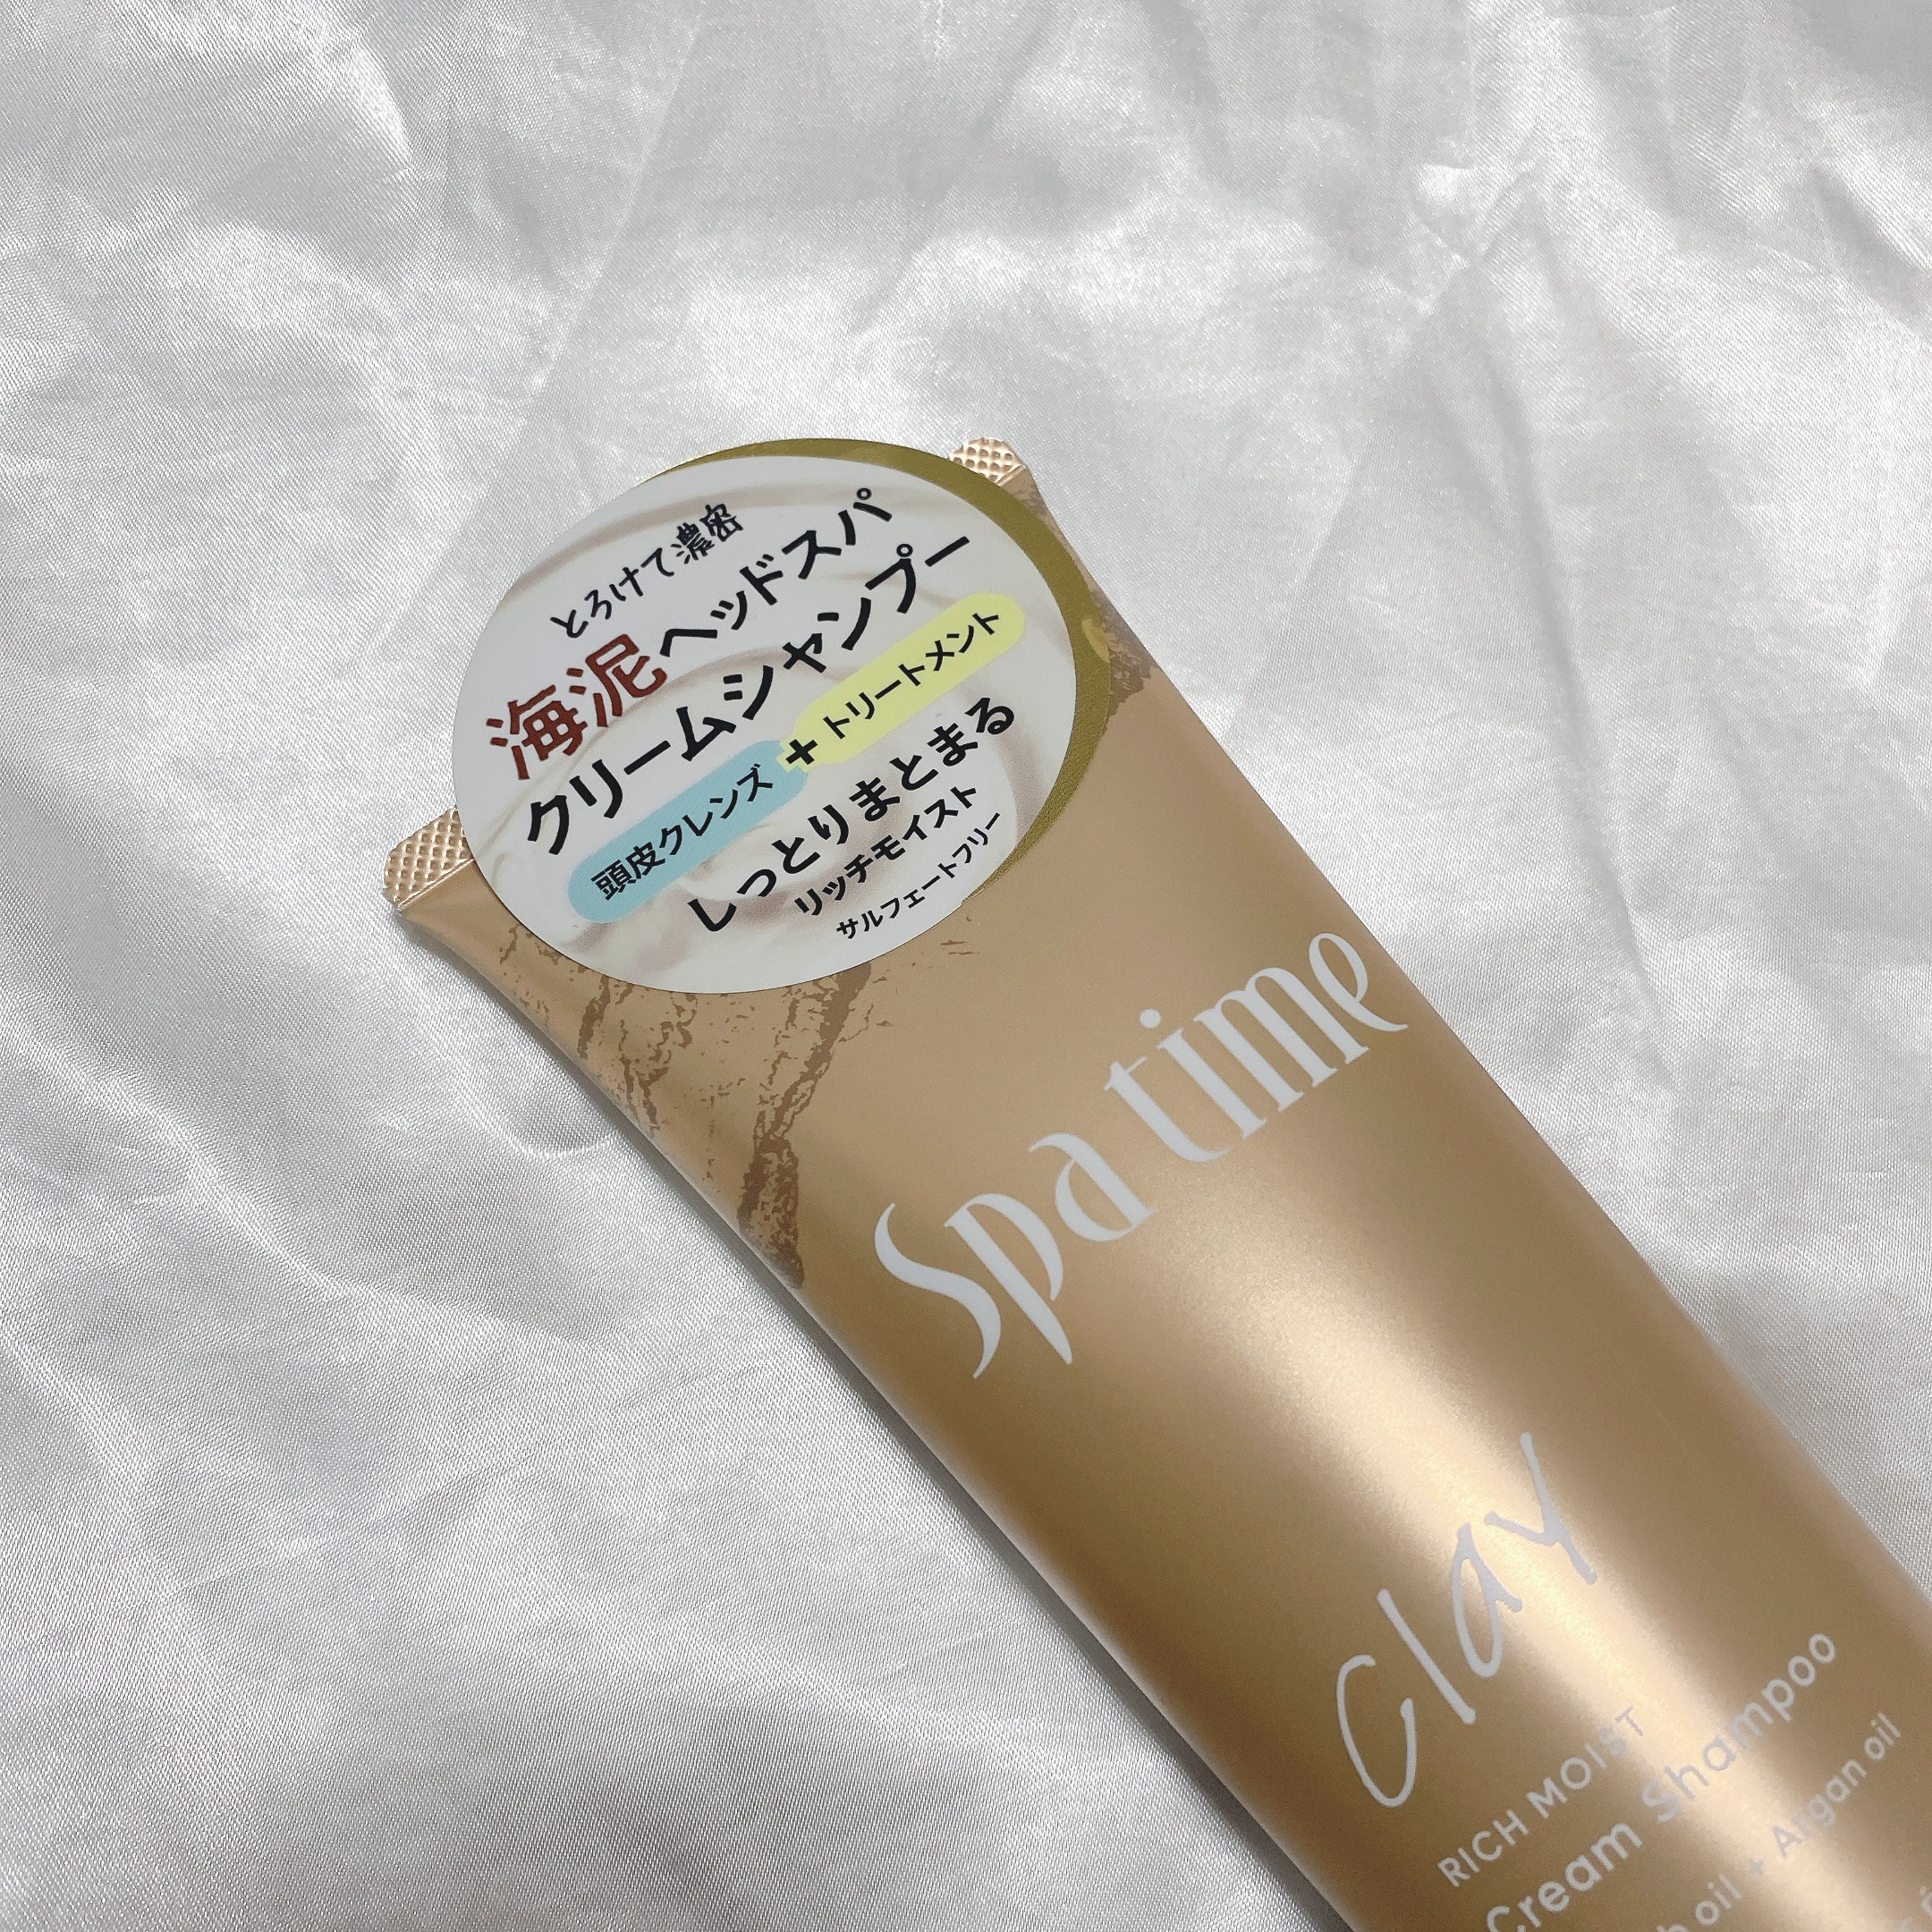 とろけて濃密
海泥ヘッドスパ
クリームシャンプー
頭皮クレンズ + トリートメント
しっとりまとまる
リッチモイスト
サルフェートフリー
Spa time
clay
RICH MOIST
Cream Shampoo
oil + Argan oil